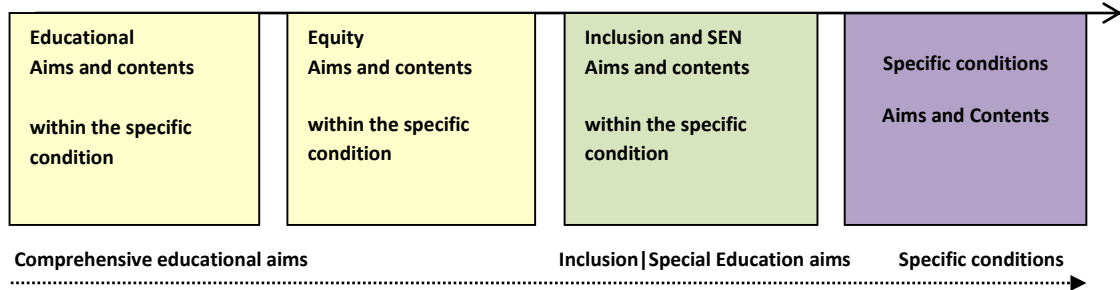 Educational
Aims and contents
within the specific
condition
Equity
Aims and contents
within the specific
condition
Inclusion and SEN
Aims and contents
within the specific
condition
Specific conditions
Aims and Contents
Comprehensive educational aims
Inclusion|Special Education aims
Specific conditions